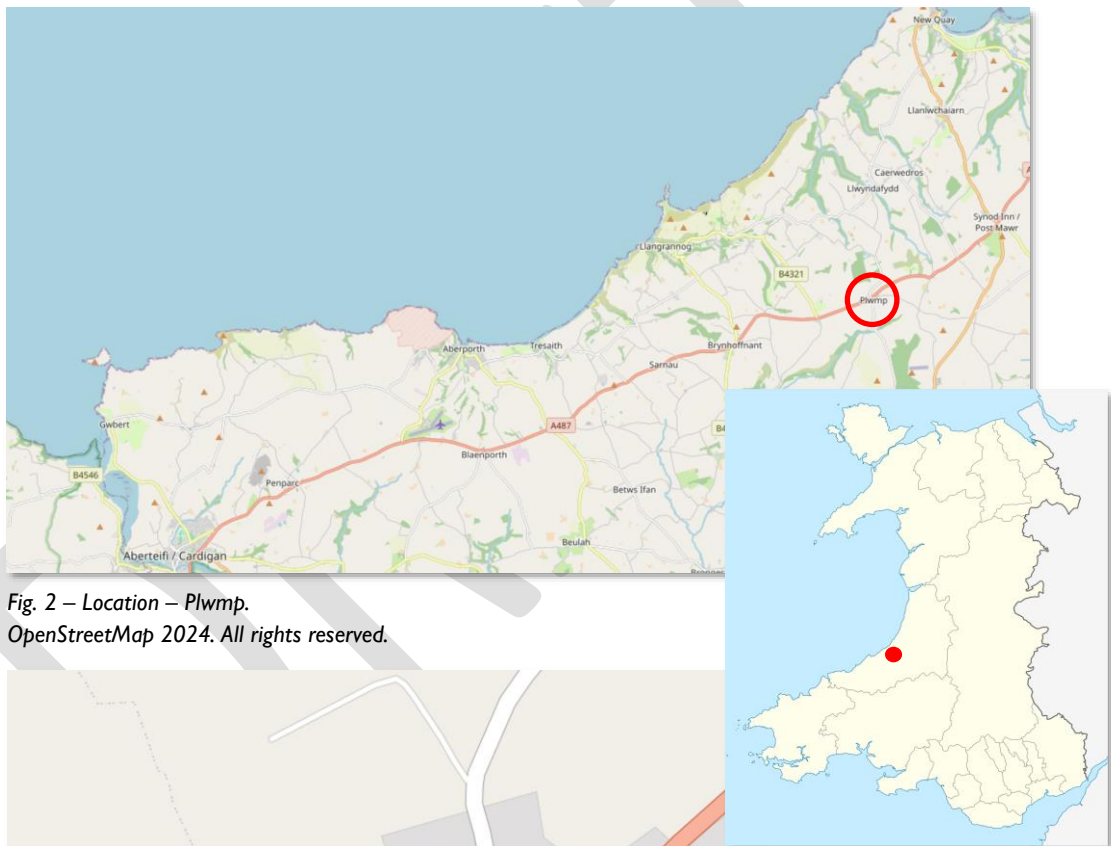 New Quay
Llanlwchaiarn
Caerwedros
Llwyndafydd
Synod Inn /
Post Mawr
Llangrannog
B4321
Plwmp
Brynhoffnant
Aberporth
Tresaith
Sarnau
Gwbert
A487
Blaenporth
B4546
Penparc
Betws Ifan
Beulah
Aberteifi / Cardigan
Fig. 2 – Location – Plwmp.
OpenStreetMap 2024. All rights reserved.